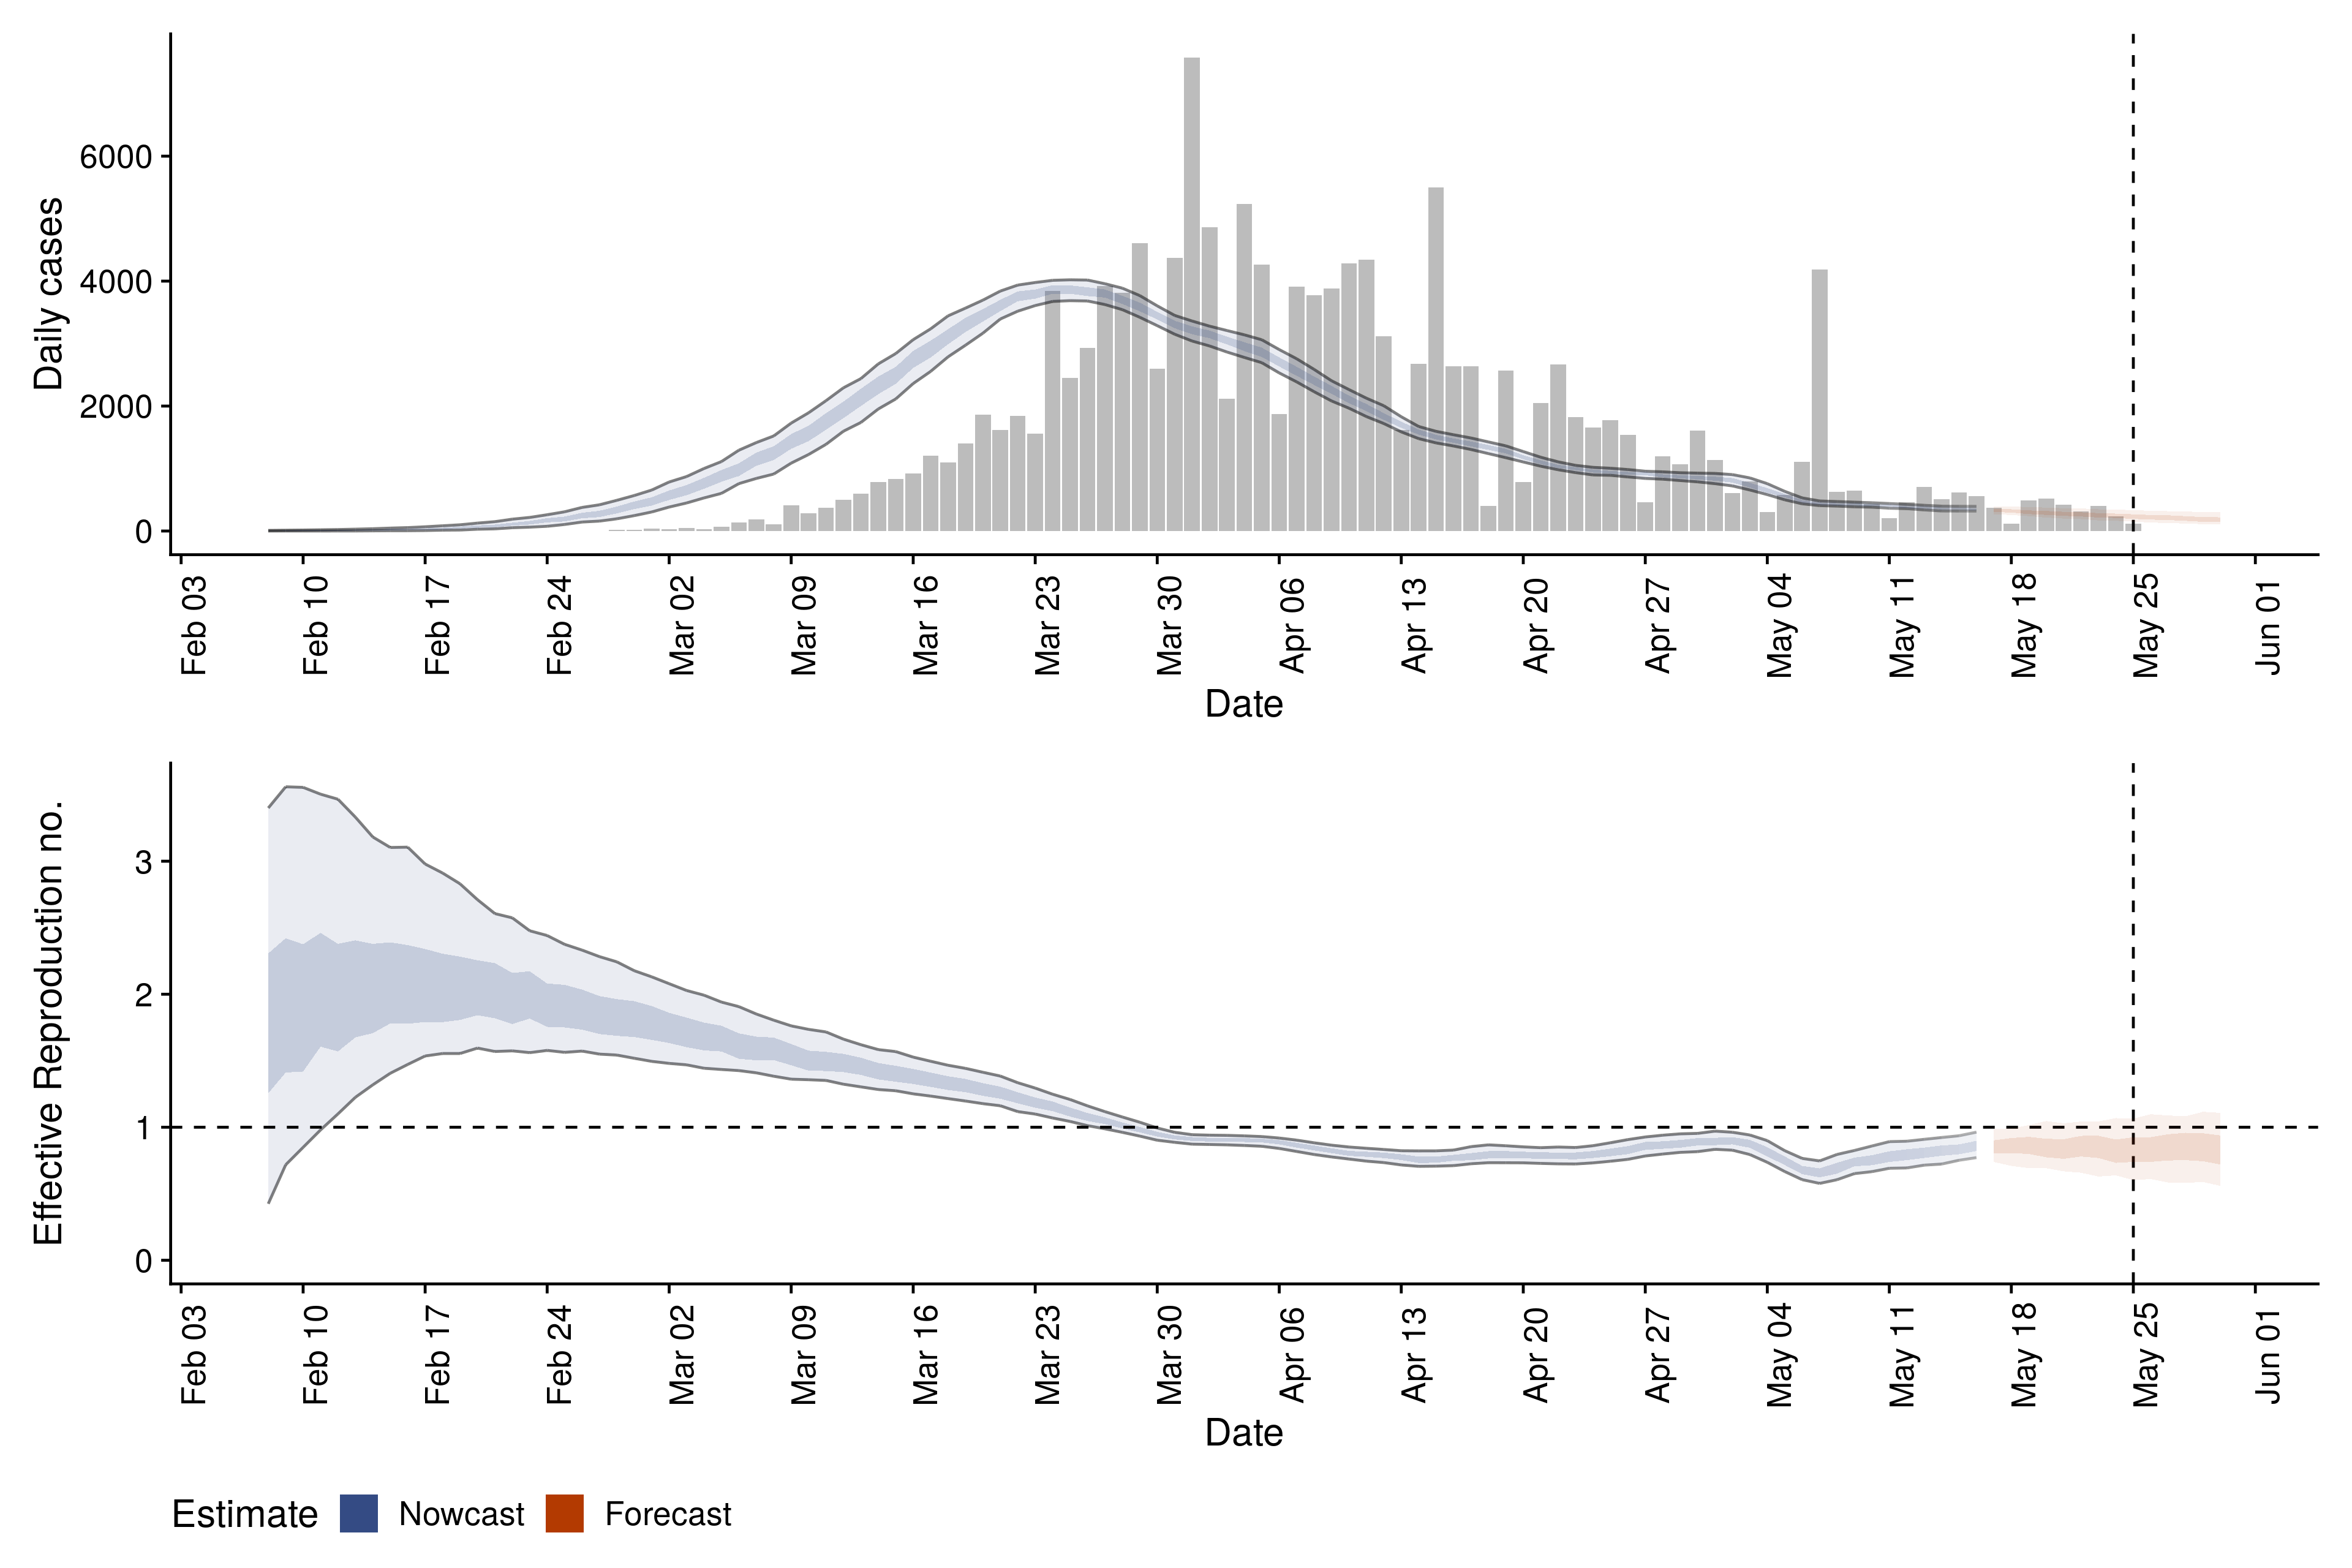 Daily cases
6000
4000
2000
0
Feb 03 Feb 10 Feb 17 Feb 24 Mar 02 Mar 09 Mar 16 Mar 23 Mar 30 Apr 06 Apr 13 Apr 20 Apr 27 May 04 May 11 May 18 May 25 Jun 01
Date
Effective Reproduction no.
3
2
1
0
Feb 03 Feb 10 Feb 17 Feb 24 Mar 02 Mar 09 Mar 16 Mar 23 Mar 30 Apr 06 Apr 13 Apr 20 Apr 27 May 04 May 11 May 18 May 25 Jun 01
Date
Estimate Nowcast Forecast